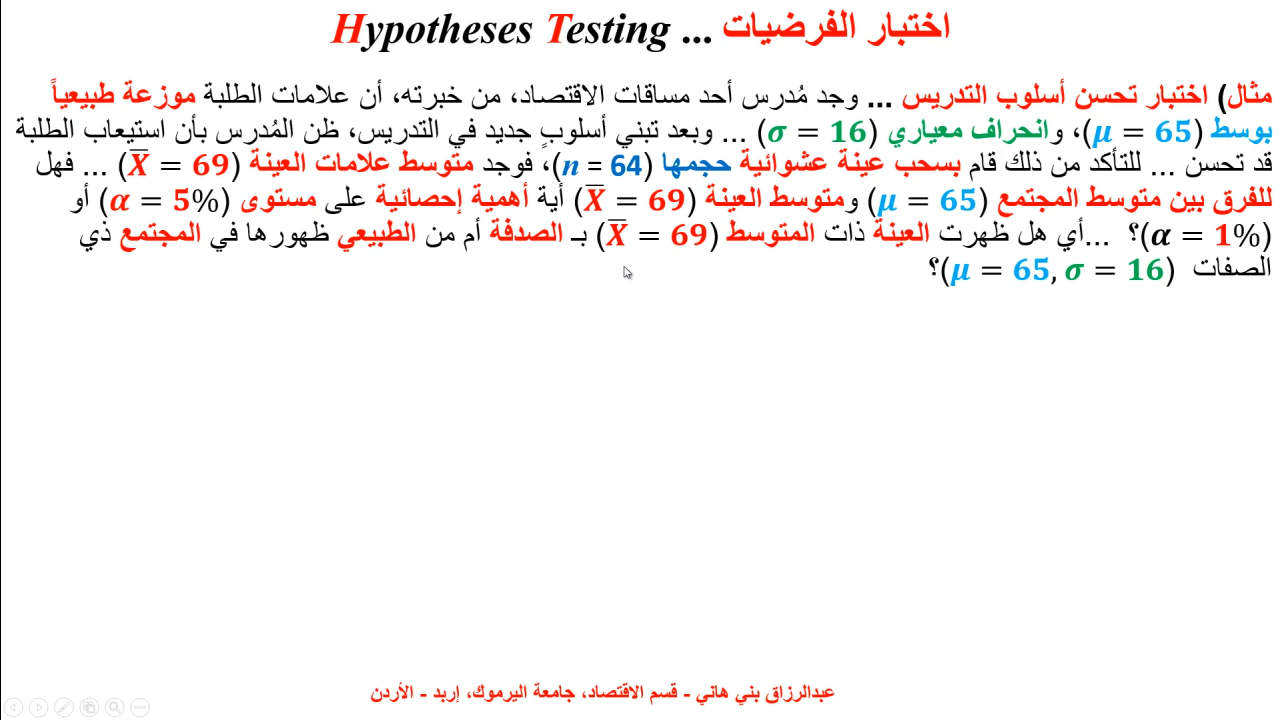 اختبار الفرضيات ... Hypotheses Testing
مثال) اختبار تحسن أسلوب التدريس ... وجد مُدرس أحد مساقات الاقتصاد، من خبرته، أن علامات الطلبة موزعة طبيعياً
بوسط (μ = 65)، وانحراف معياري (σ = 16) ... وبعد تبني أسلوبٍ جديد في التدريس، ظن المُدرس بأن استيعاب الطلبة
قد تحسن ... للتأكد من ذلك قام بسحب عينة عشوائية حجمها (n = 64)، فوجد متوسط علامات العينة (X̅ = 69) ... فهل
للفرق بين متوسط المجتمع (μ = 65) ومتوسط العينة (X̅ = 69) أية أهمية إحصائية على مستوى (α = 5%) أو
(α = 1%)؟ ...أي هل ظهرت العينة ذات المتوسط (X̅ = 69) بـ الصدفة أم من الطبيعي ظهورها في المجتمع ذي
الصفات (μ = 65, σ = 16)؟
عبدالرزاق بني هاني - قسم الاقتصاد، جامعة اليرموك، إربد - الأردن